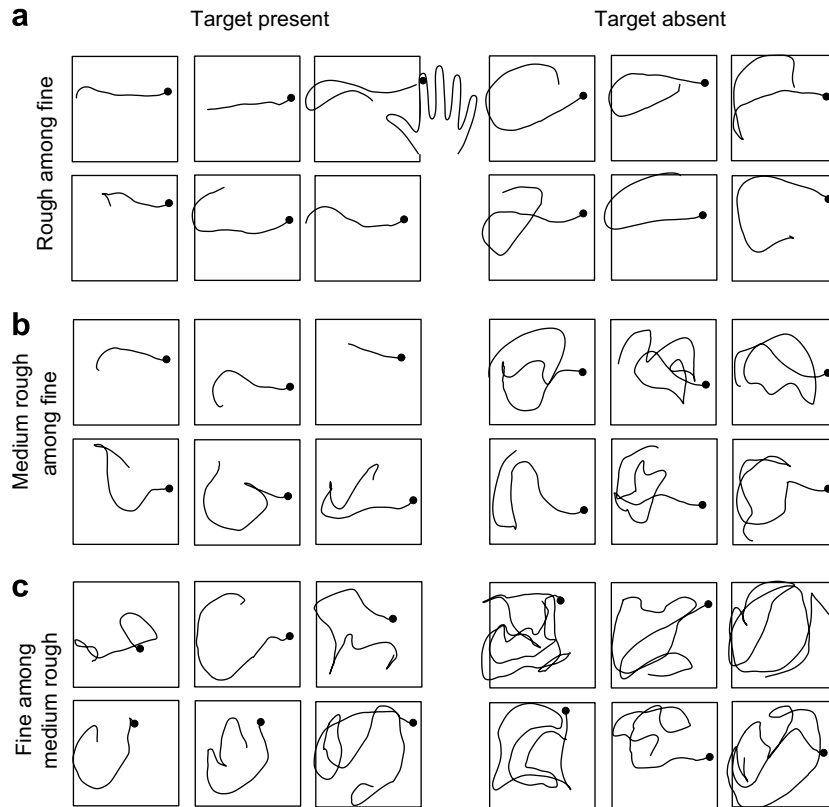 a
Target present
Target absent
Rough among fine
b
Medium rough
among fine
c
Fine among
medium rough